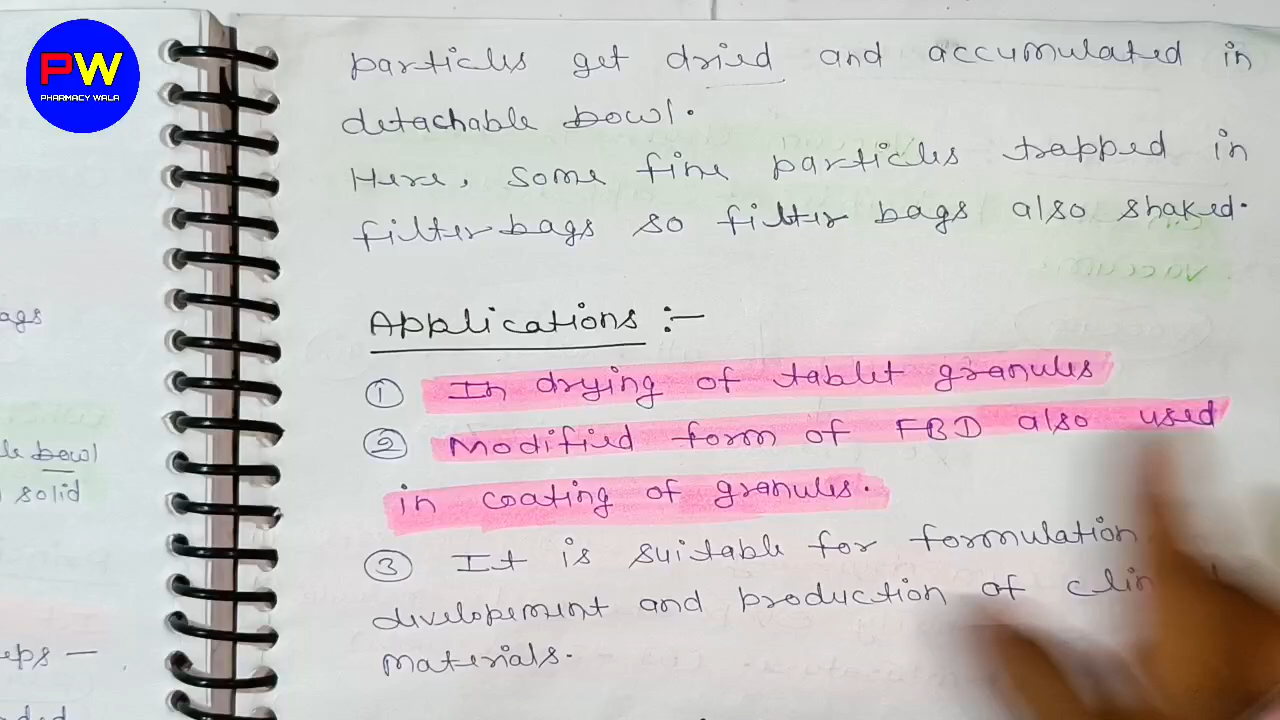 PW
PHARMACY WALA
particles get dried and accumulated in
detachable bowl.
Here, some fine particles trapped in
filter bags so filter bags also shaked.
Applications :-
① In drying of tablet granules
② Modified form of FBD also used
in coating of granules.
③ It is suitable for formulation
developement and production of
materials.
ags
bowl
solid